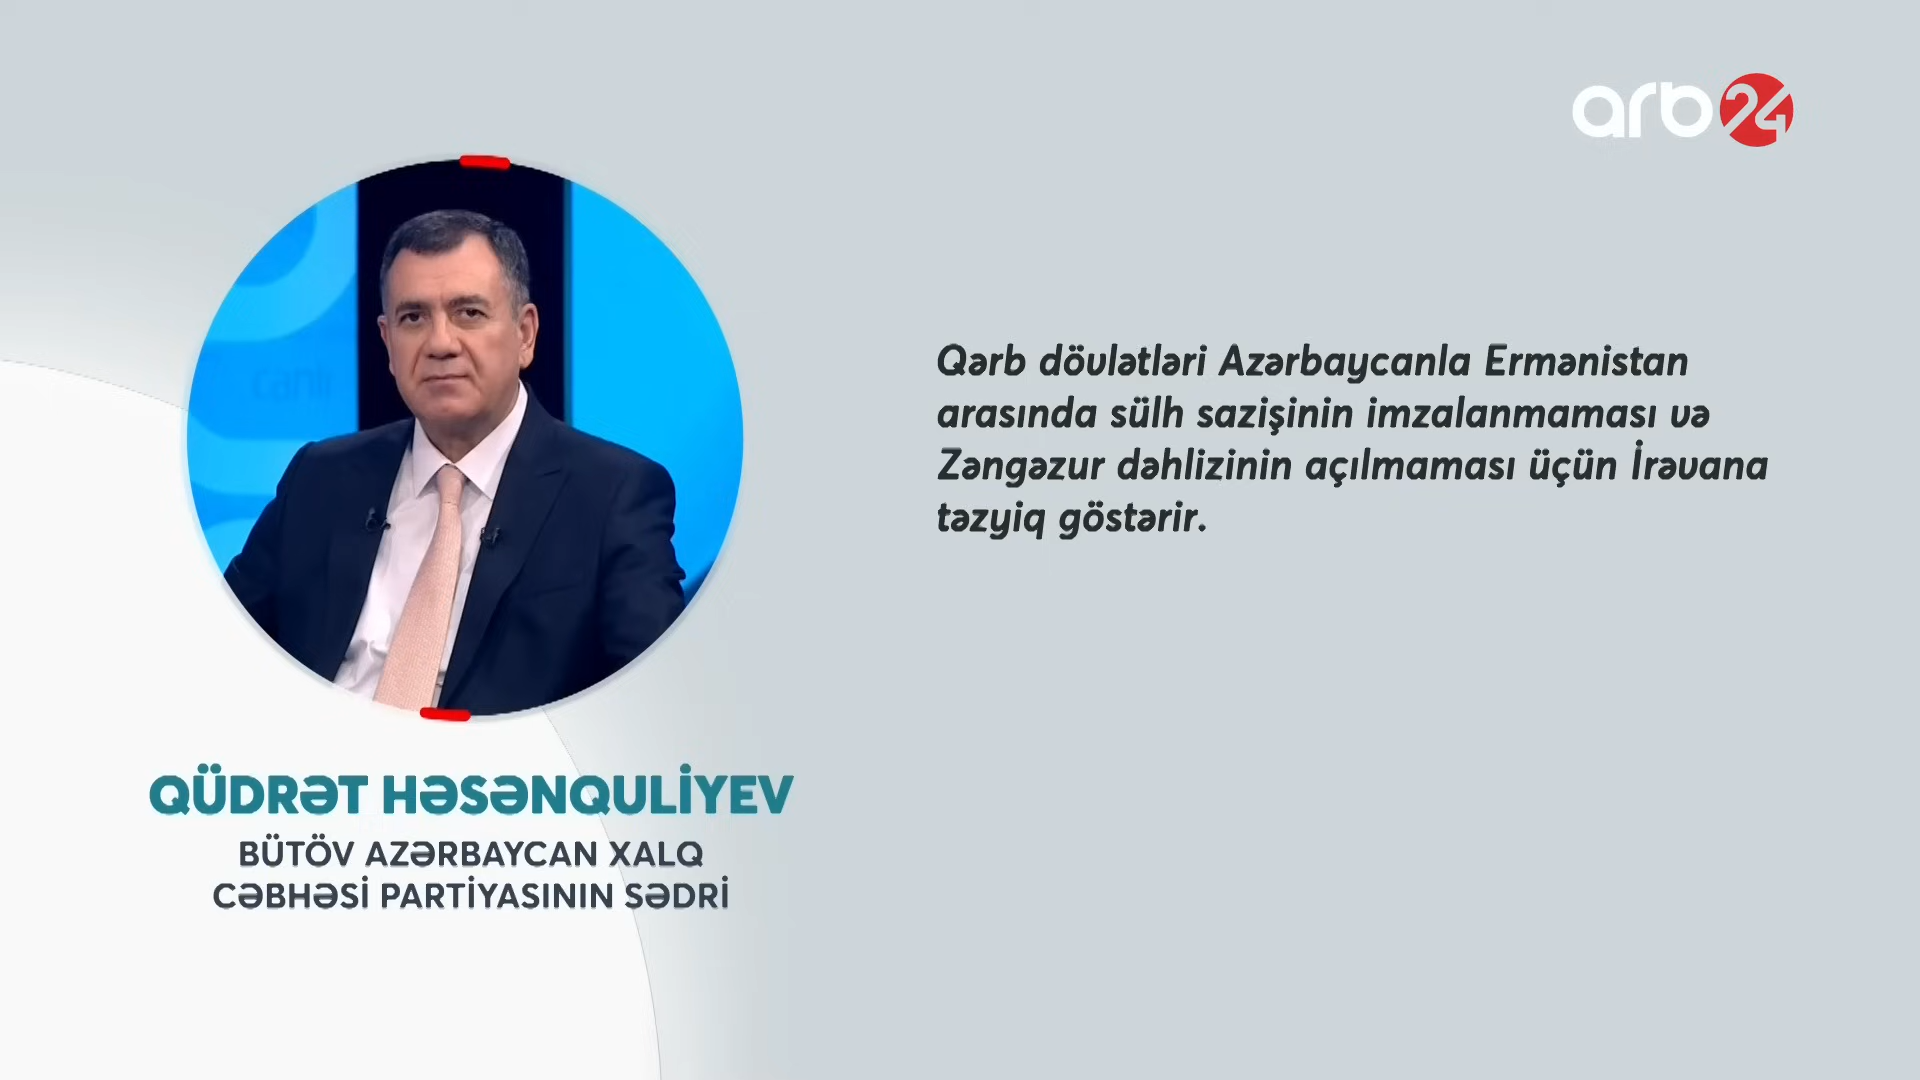 arb24
canlı
Qərb dövlətləri Azərbaycanla Ermənistan
arasında sülh sazişinin imzalanmaması və
Zəngəzur dəhlizinin açılmaması üçün İrəvana
təzyiq göstərir.
QÜDRƏT HƏSƏNQULİYEV
BÜTÖV AZƏRBAYCAN XALQ
CƏBHƏSİ PARTİYASININ SƏDRİ